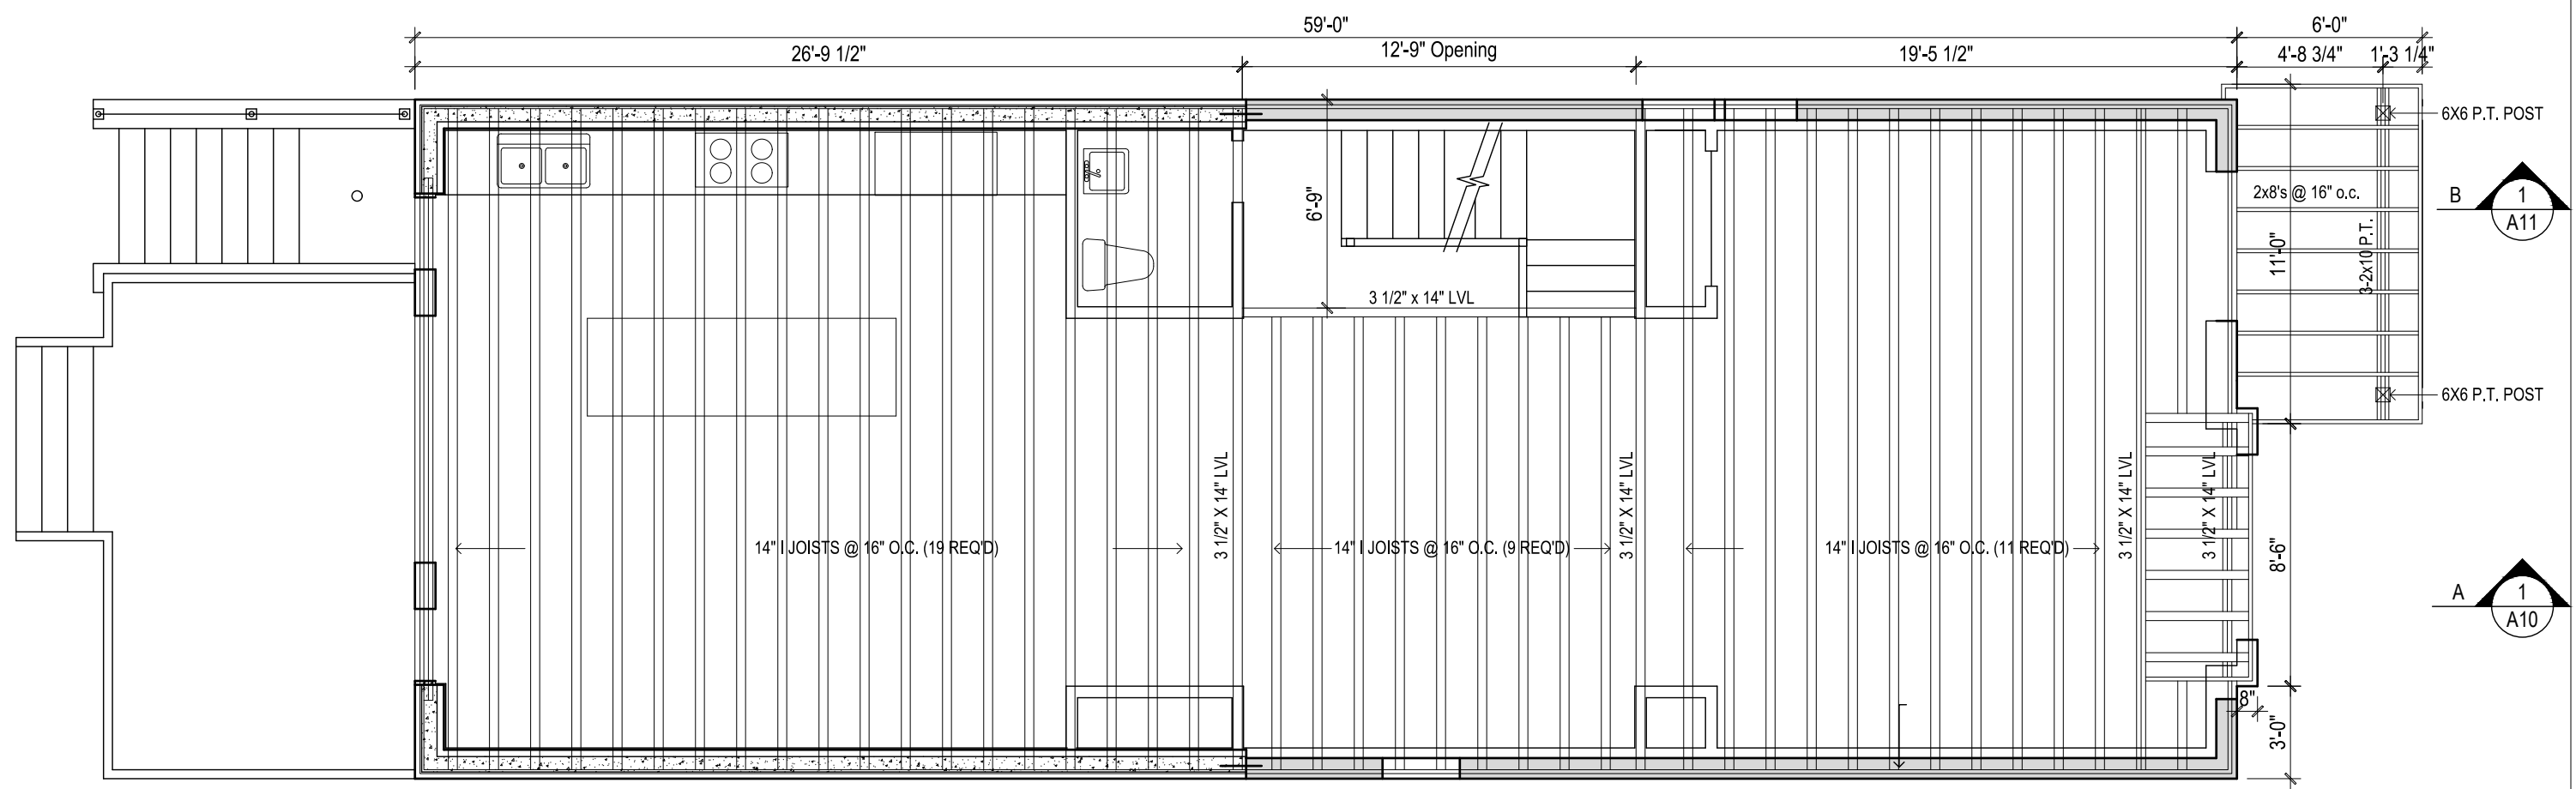 59'-0"
6'-0"
26'-9 1/2"
12'-9" Opening
19'-5 1/2"
4'-8 3/4"
1'-3 1/4"
6X6 P.T. POST
2x8's @ 16" o.c.
B
1
A11
6'-9"
11'-0"
3-2x10 P.T.
3 1/2" x 14" LVL
6X6 P.T. POST
3 1/2" X 14" LVL
3 1/2" X 14" LVL
3 1/2" X 14" LVL
3 1/2" X 14" LVL
14" I JOISTS @ 16" O.C. (19 REQ'D)
14" I JOISTS @ 16" O.C. (9 REQ'D)
14" I JOISTS @ 16" O.C. (11 REQ'D)
8'-6"
A
1
A10
8"
3'-0"